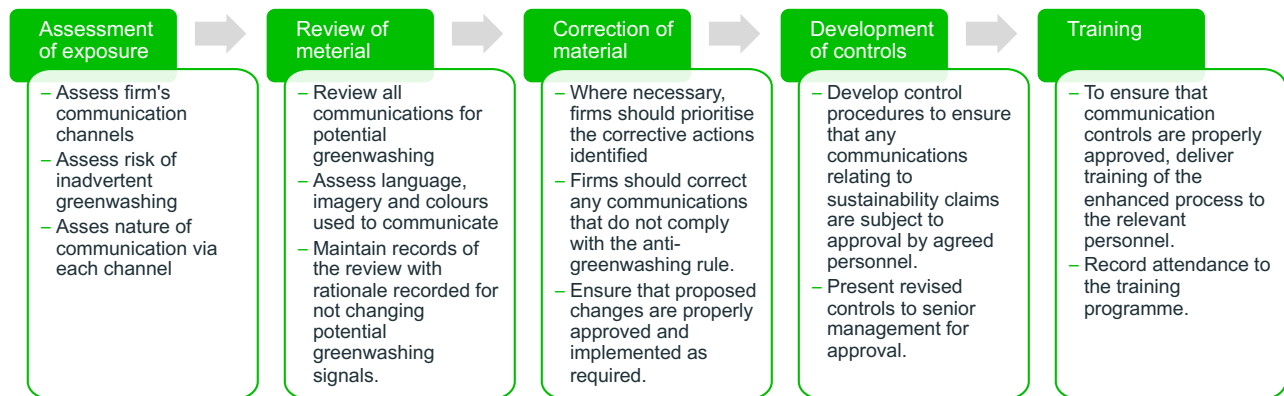 Assessment
of exposure
– Assess firm's
communication
channels
– Assess risk of
inadvertent
greenwashing
– Asses nature of
communication via
each channel
Review of
meterial
– Review all
communications for
potential
greenwashing
– Assess language,
imagery and colours
used to communicate
– Maintain records of
the review with
rationale recorded for
not changing
potential
greenwashing
signals.
Correction of
material
– Where necessary,
firms should prioritise
the corrective actions
identified
– Firms should correct
any communications
that do not comply
with the anti-
greenwashing rule.
– Ensure that proposed
changes are properly
approved and
implemented as
required.
Development
of controls
– Develop control
procedures to ensure
that any
communications
relating to
sustainability claims
are subject to
approval by agreed
personnel.
– Present revised
controls to senior
management for
approval.
Training
– To ensure that
communication
controls are properly
approved, deliver
training of the
enhanced process to
the relevant
personnel.
– Record attendance to
the training
programme.